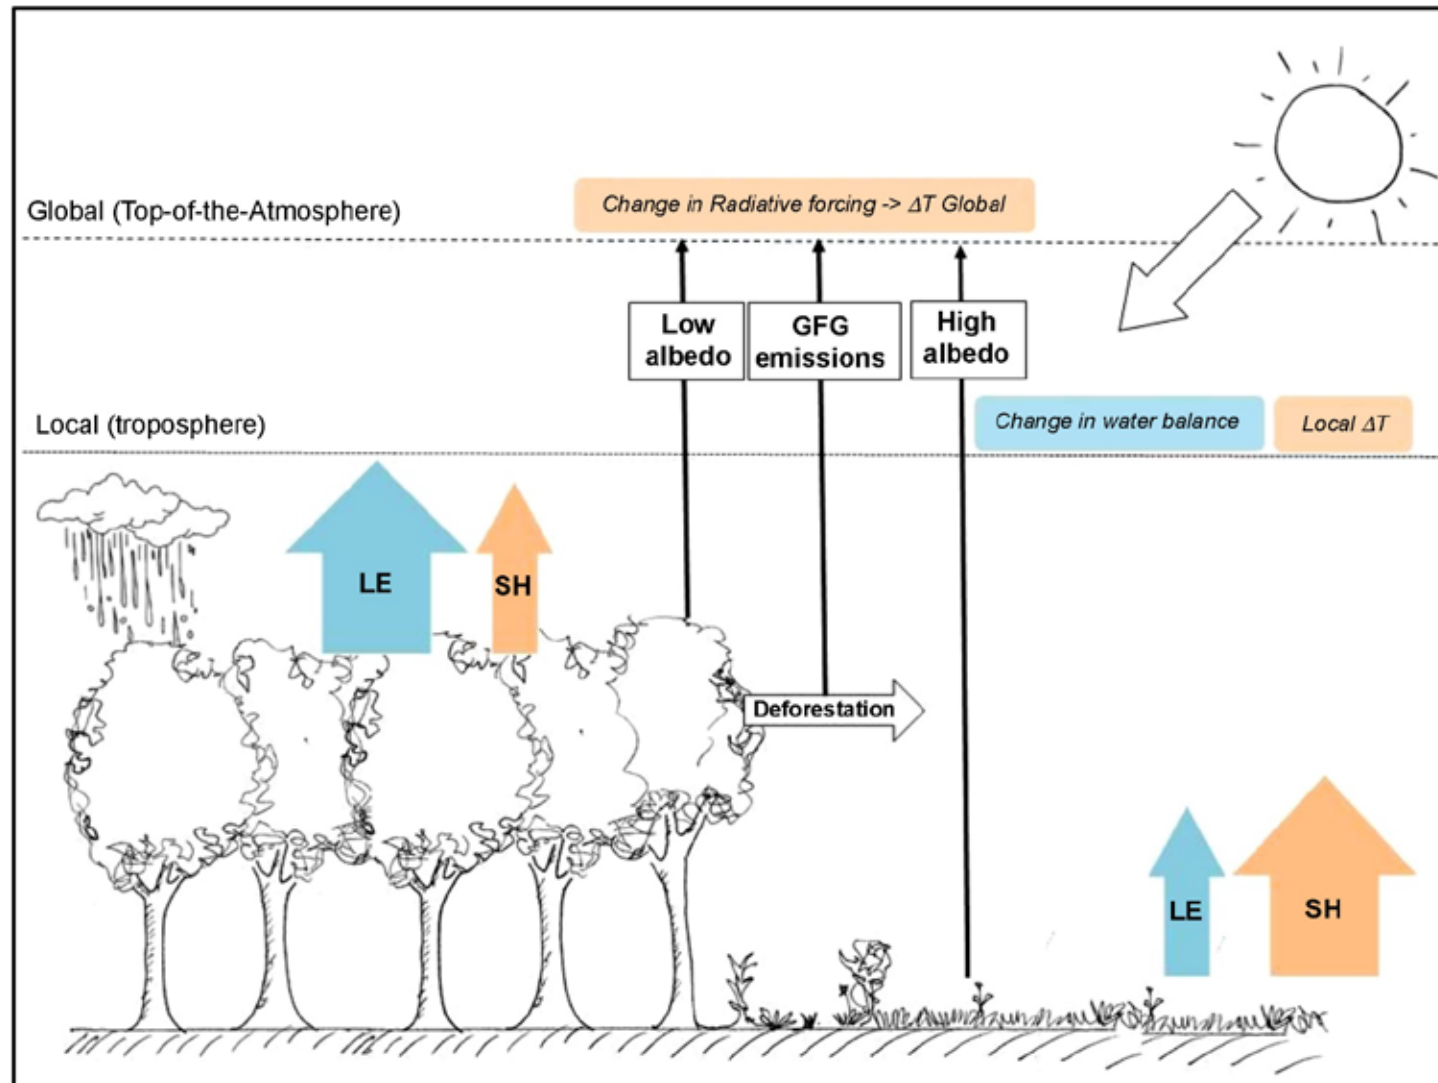 Global (Top-of-the-Atmosphere)
Change in Radiative forcing -> ΔT Global
Low
albedo
GFG
emissions
High
albedo
Local (troposphere)
Change in water balance
Local ΔT
LE
SH
Deforestation
LE
SH